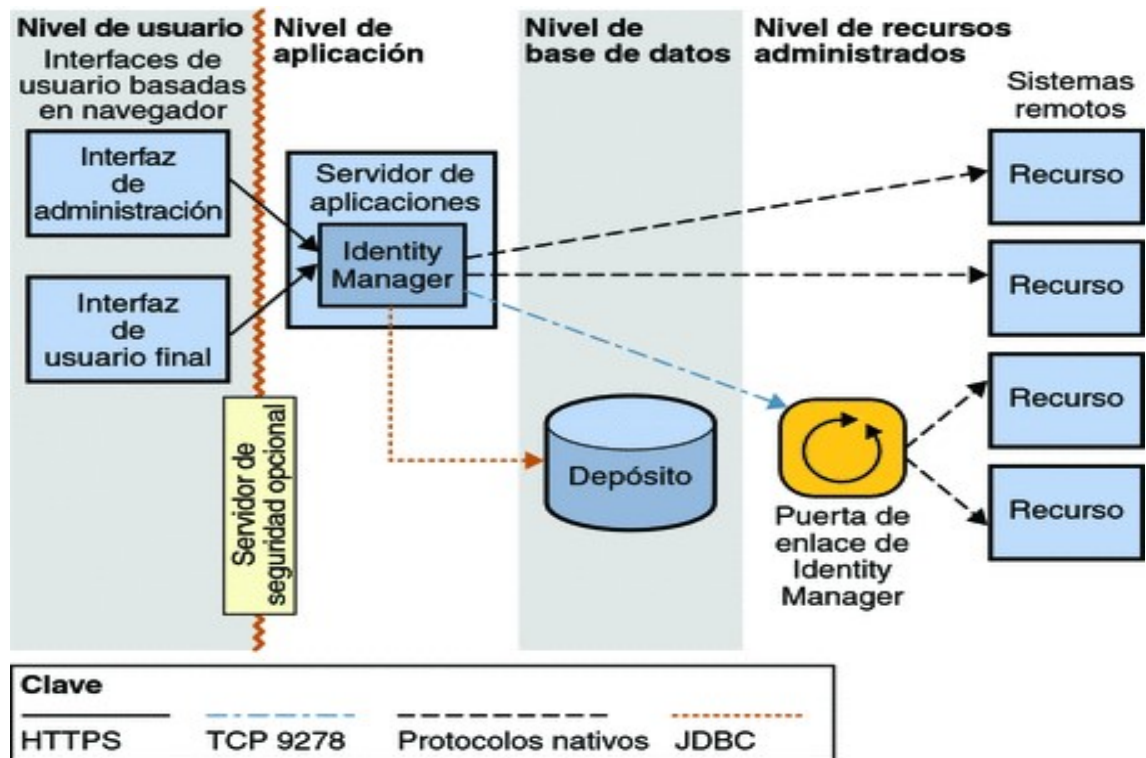 Nivel de usuario
Interfaces de
usuario basadas
en navegador
Interfaz
de
administración
Interfaz
de
usuario final
Servidor de
seguridad opcional
Nivel de
aplicación
Servidor de
aplicaciones
Identity
Manager
Nivel de
base de datos
Depósito
Nivel de recursos
administrados
Sistemas
remotos
Recurso
Recurso
Recurso
Recurso
Puerta de
enlace de
Identity
Manager
Clave
HTTPS
TCP 9278
Protocolos nativos
JDBC